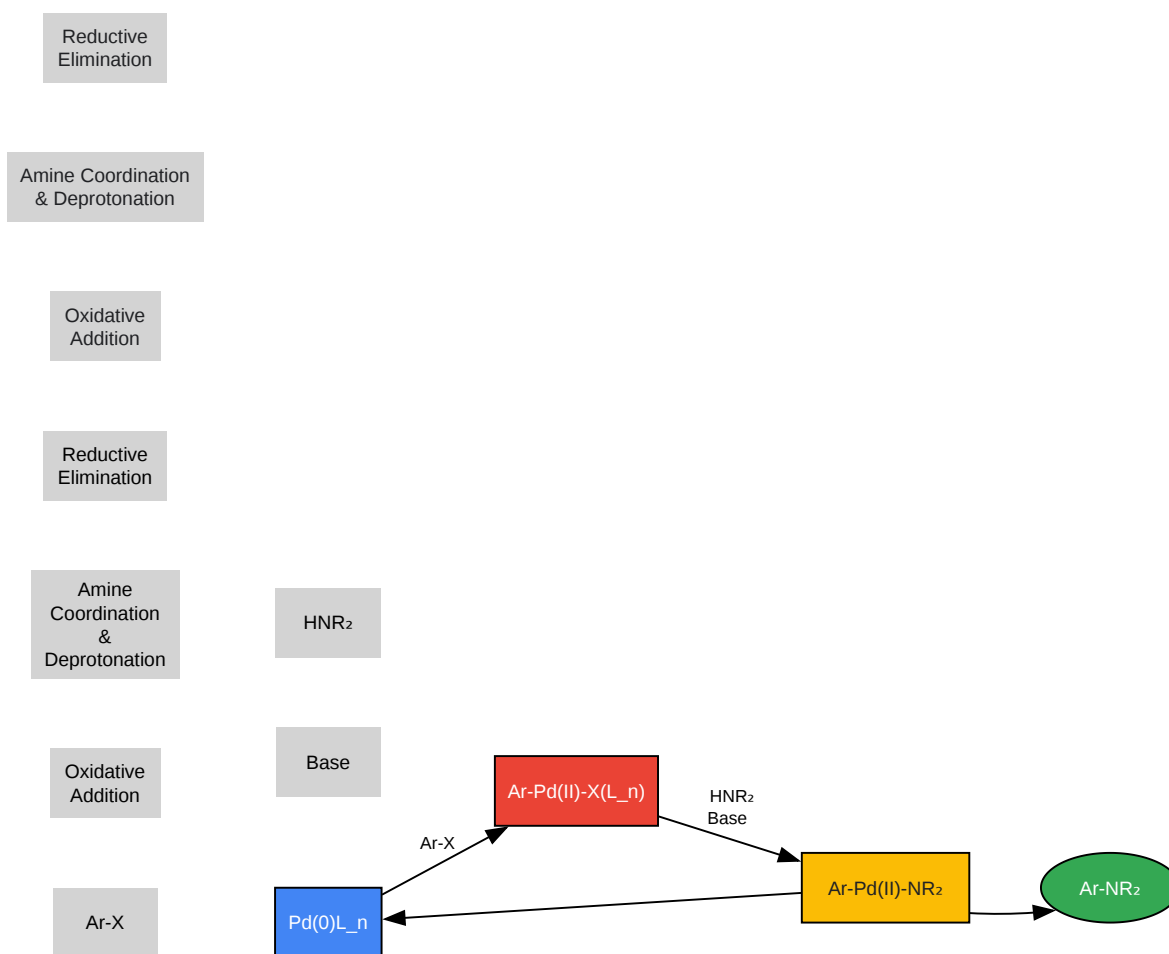 Reductive
Elimination
Amine Coordination
& Deprotonation
Oxidative
Addition
Reductive
Elimination
Amine
Coordination
&
Deprotonation
HNR₂
Oxidative
Addition
Base
Ar-Pd(II)-X(L_n)
HNR₂
Base
Ar-X
Ar-X
Pd(0)L_n
Ar-Pd(II)-NR₂
Ar-NR₂